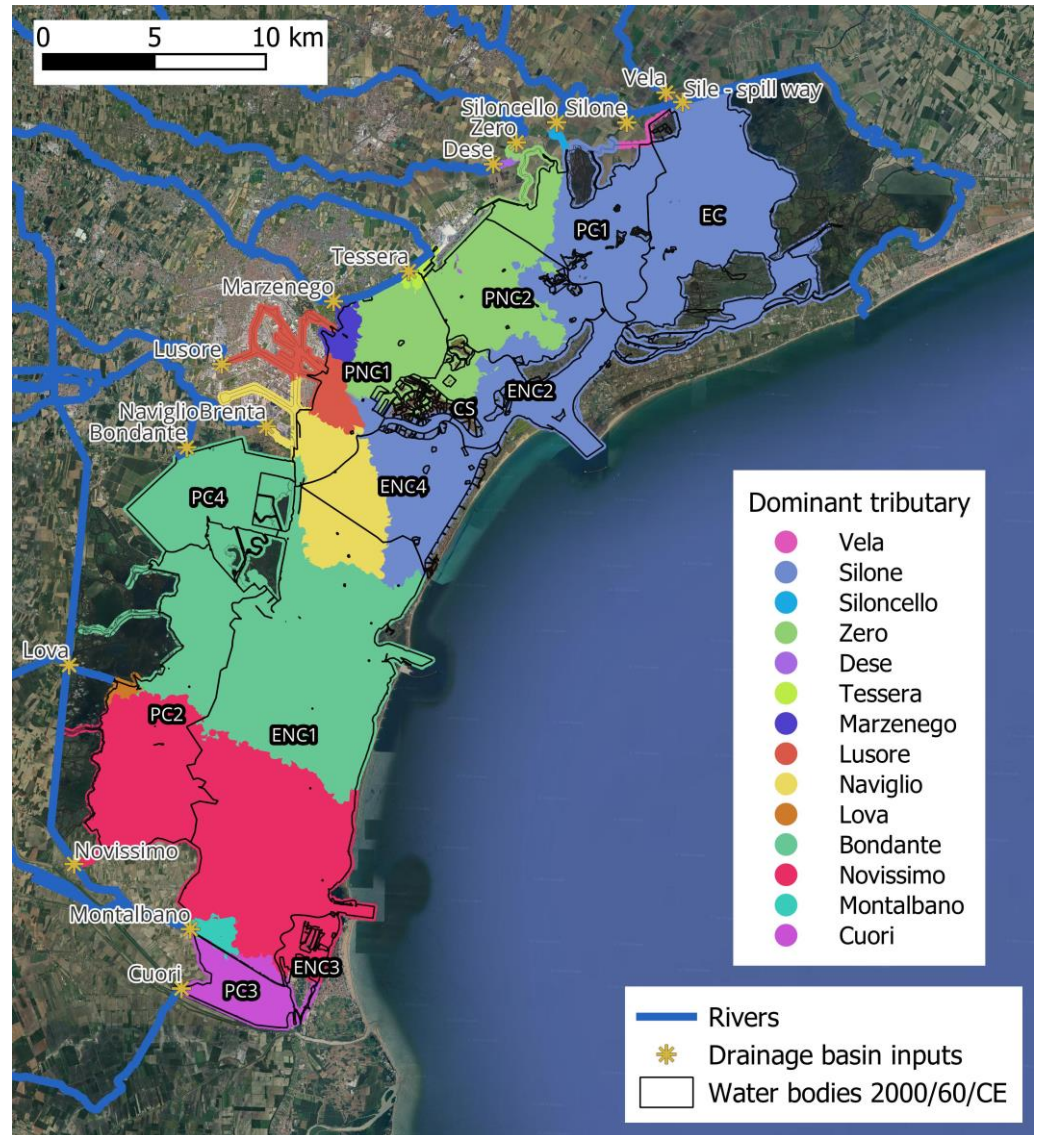 0 5 10 km
Vela
Sile - spill way
Siloncello Silone
Zero
Dese
PC1
EC
Tessera
PNC2
Marzenego
Lusore
PNC1
ENC2
CS
NaviglioBrenta
Bondante
PC4
ENC4
Lova
PC2
ENC1
Novissimo
Montalbano
ENC3
Cuori
PC3
Dominant tributary
Vela
Silone
Siloncello
Zero
Dese
Tessera
Marzenego
Lusore
Naviglio
Lova
Bondante
Novissimo
Montalbano
Cuori
Rivers
Drainage basin inputs
Water bodies 2000/60/CE